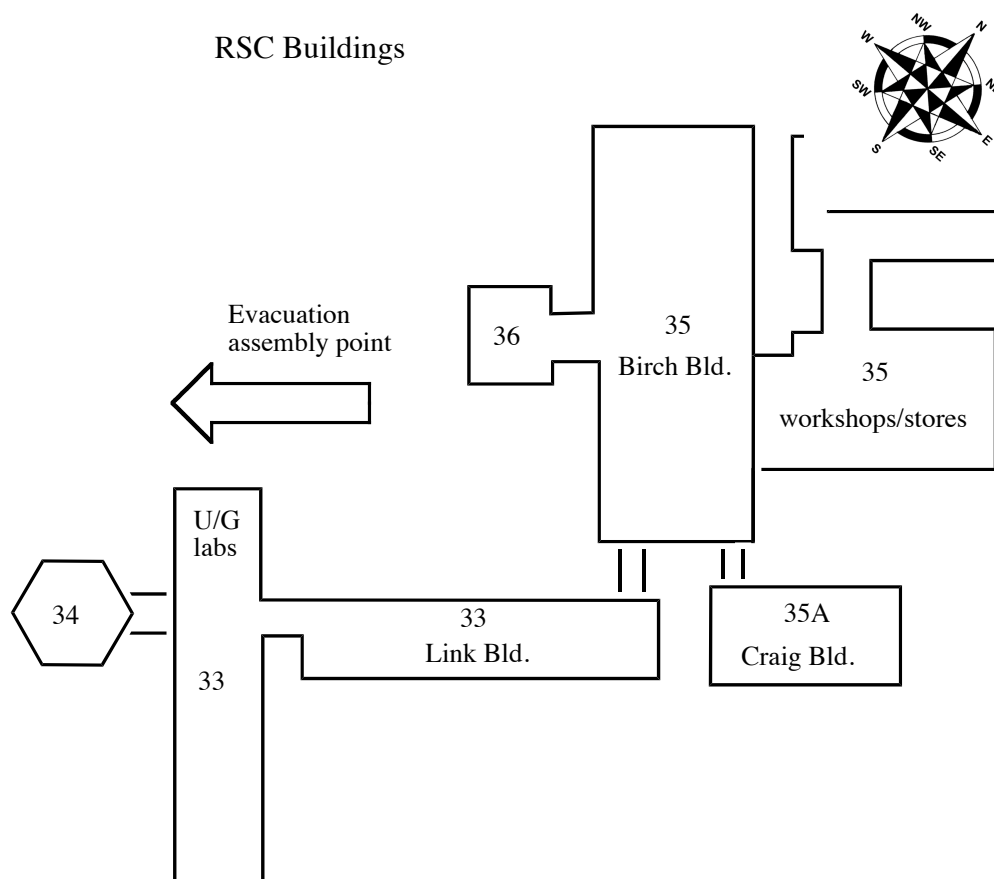 RSC Buildings
NW
N
W
N
SW
E
S
SE
Evacuation
assembly point
36
35
Birch Bld.
35
workshops/stores
U/G
labs
34
33
Link Bld.
35A
Craig Bld.
33